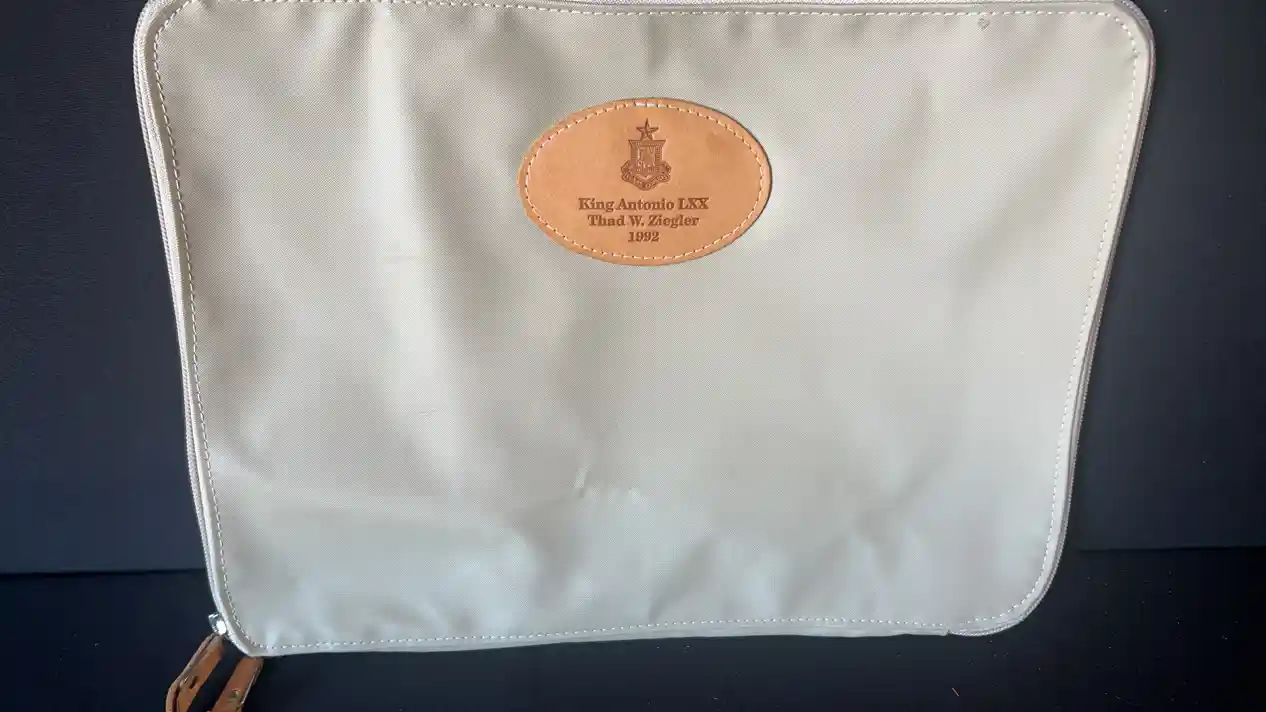 King Antonio LXX
Thad W. Ziegler
1992